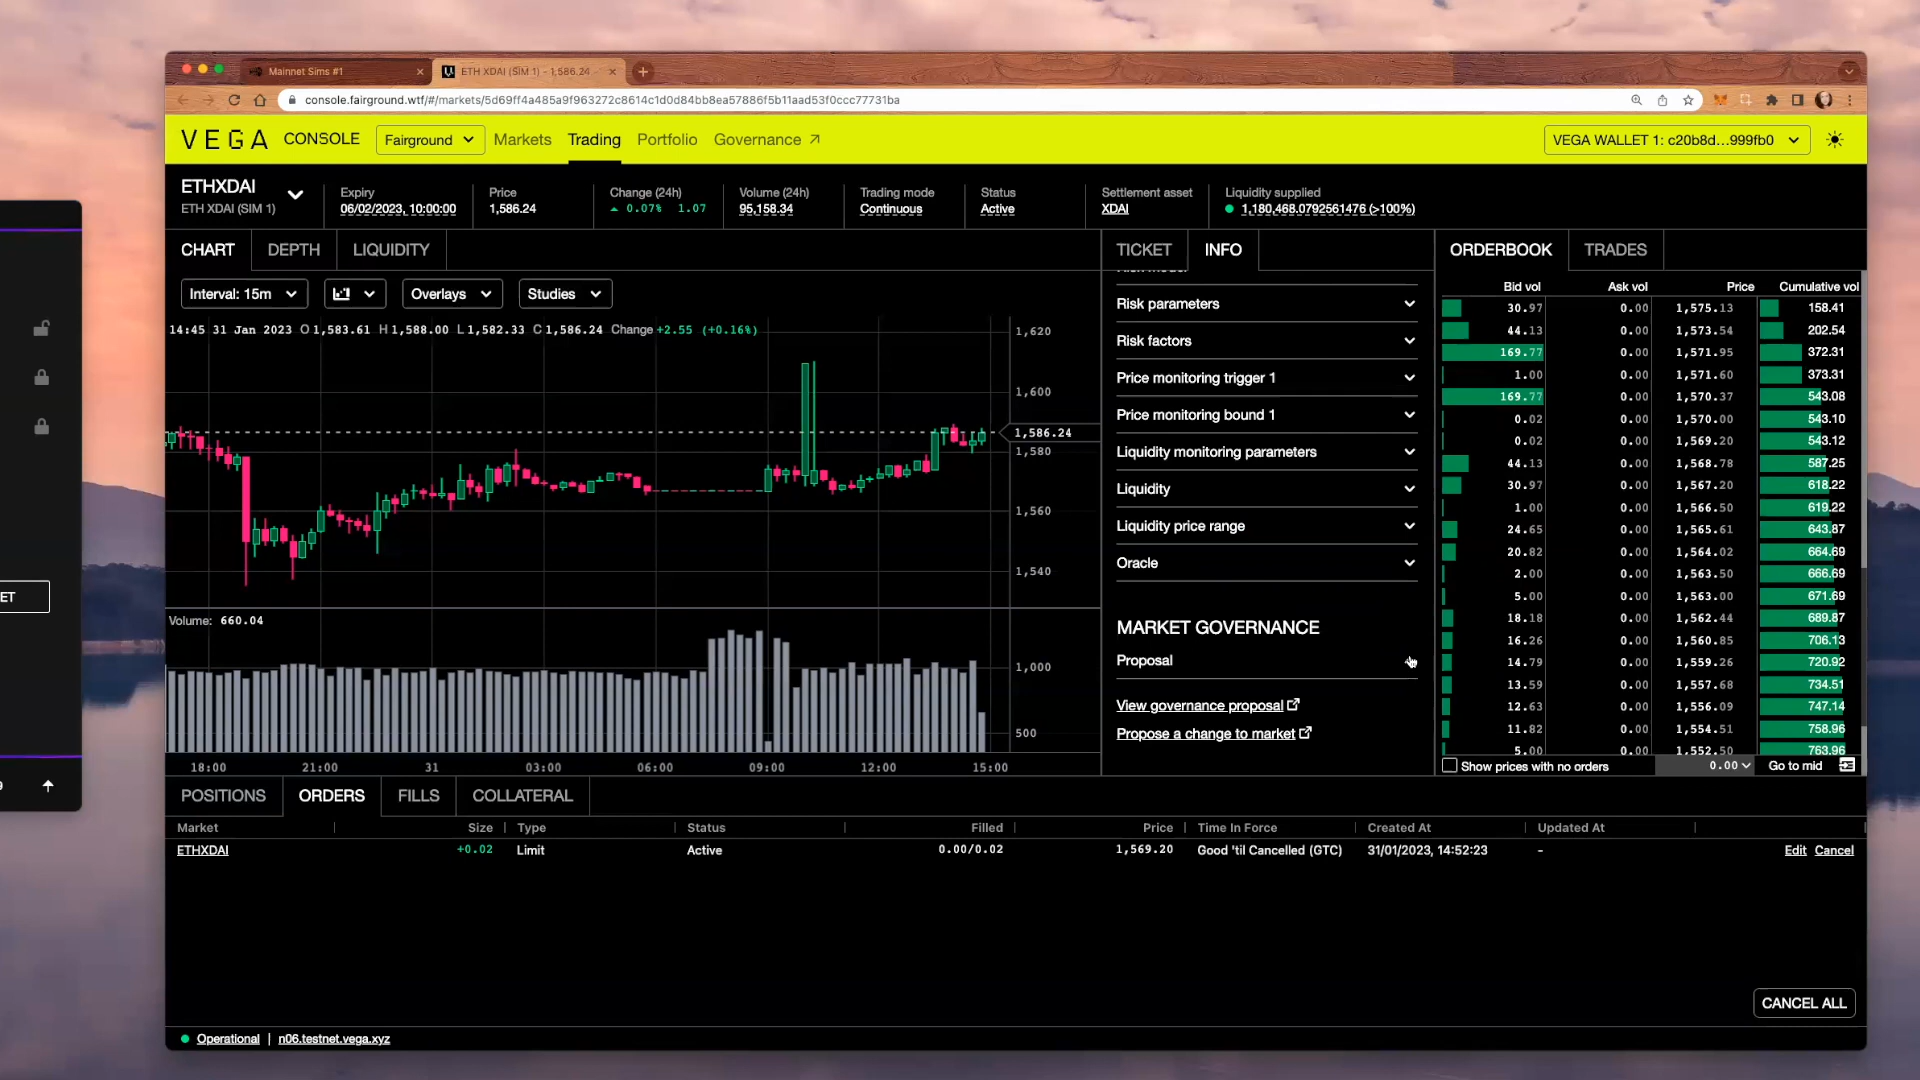 Mainnet Sims #1
ETH XDAI (SIM 1) - 1,586.24
console.fairground.wtf/#/markets/5d69ff4a485a9f963272c8614c1d0d84bb8ea57886f5b11aad53f0ccc77731ba
VEGA CONSOLE Fairground Markets Trading Portfolio Governance
VEGA WALLET 1: c20b8d...999fb0
ETHXDAI
ETH XDAI (SIM 1)
Expiry
06/02/2023, 10:00:00
Price
1,586.24
Change (24h)
0.07% 1.07
Volume (24h)
95,158.34
Trading mode
Continuous
Status
Active
Settlement asset
XDAI
Liquidity supplied
1,180,468.0792561476 (>100%)
CHART DEPTH LIQUIDITY
Interval: 15m Overlays Studies
14:45 31 Jan 2023 O 1,583.61 H 1,588.00 L 1,582.33 C 1,586.24 Change +2.55 (+0.16%)
1,620
1,600
1,586.24
1,580
1,560
1,540
Volume: 660.04
1,000
500
18:00 21:00 31 03:00 06:00 09:00 12:00 15:00
TICKET INFO
Risk parameters
Risk factors
Price monitoring trigger 1
Price monitoring bound 1
Liquidity monitoring parameters
Liquidity
Liquidity price range
Oracle
MARKET GOVERNANCE
Proposal
View governance proposal
Propose a change to market
ORDERBOOK TRADES
Bid vol Ask vol Price Cumulative vol
30.97 0.00 1,575.13 158.41
44.13 0.00 1,573.54 202.54
169.77 0.00 1,571.95 372.31
1.00 0.00 1,571.60 373.31
169.77 0.00 1,570.37 543.08
0.02 0.00 1,570.00 543.10
0.02 0.00 1,569.20 543.12
44.13 0.00 1,568.78 587.25
30.97 0.00 1,567.20 618.22
1.00 0.00 1,566.50 619.22
24.65 0.00 1,565.61 643.87
20.82 0.00 1,564.02 664.69
2.00 0.00 1,563.50 666.69
5.00 0.00 1,563.00 671.69
18.18 0.00 1,562.44 689.87
16.26 0.00 1,560.85 706.13
14.79 0.00 1,559.26 720.92
13.59 0.00 1,557.68 734.51
12.63 0.00 1,556.09 747.14
11.82 0.00 1,554.51 758.96
5.00 0.00 1,552.50 763.96
Show prices with no orders 0.00 Go to mid
ET
POSITIONS ORDERS FILLS COLLATERAL
Market Size Type Status Filled Price Time In Force Created At Updated At
ETHXDAI +0.02 Limit Active 0.00/0.02 1,569.20 Good 'til Cancelled (GTC) 31/01/2023, 14:52:23 - Edit Cancel
CANCEL ALL
Operational | n06.testnet.vega.xyz